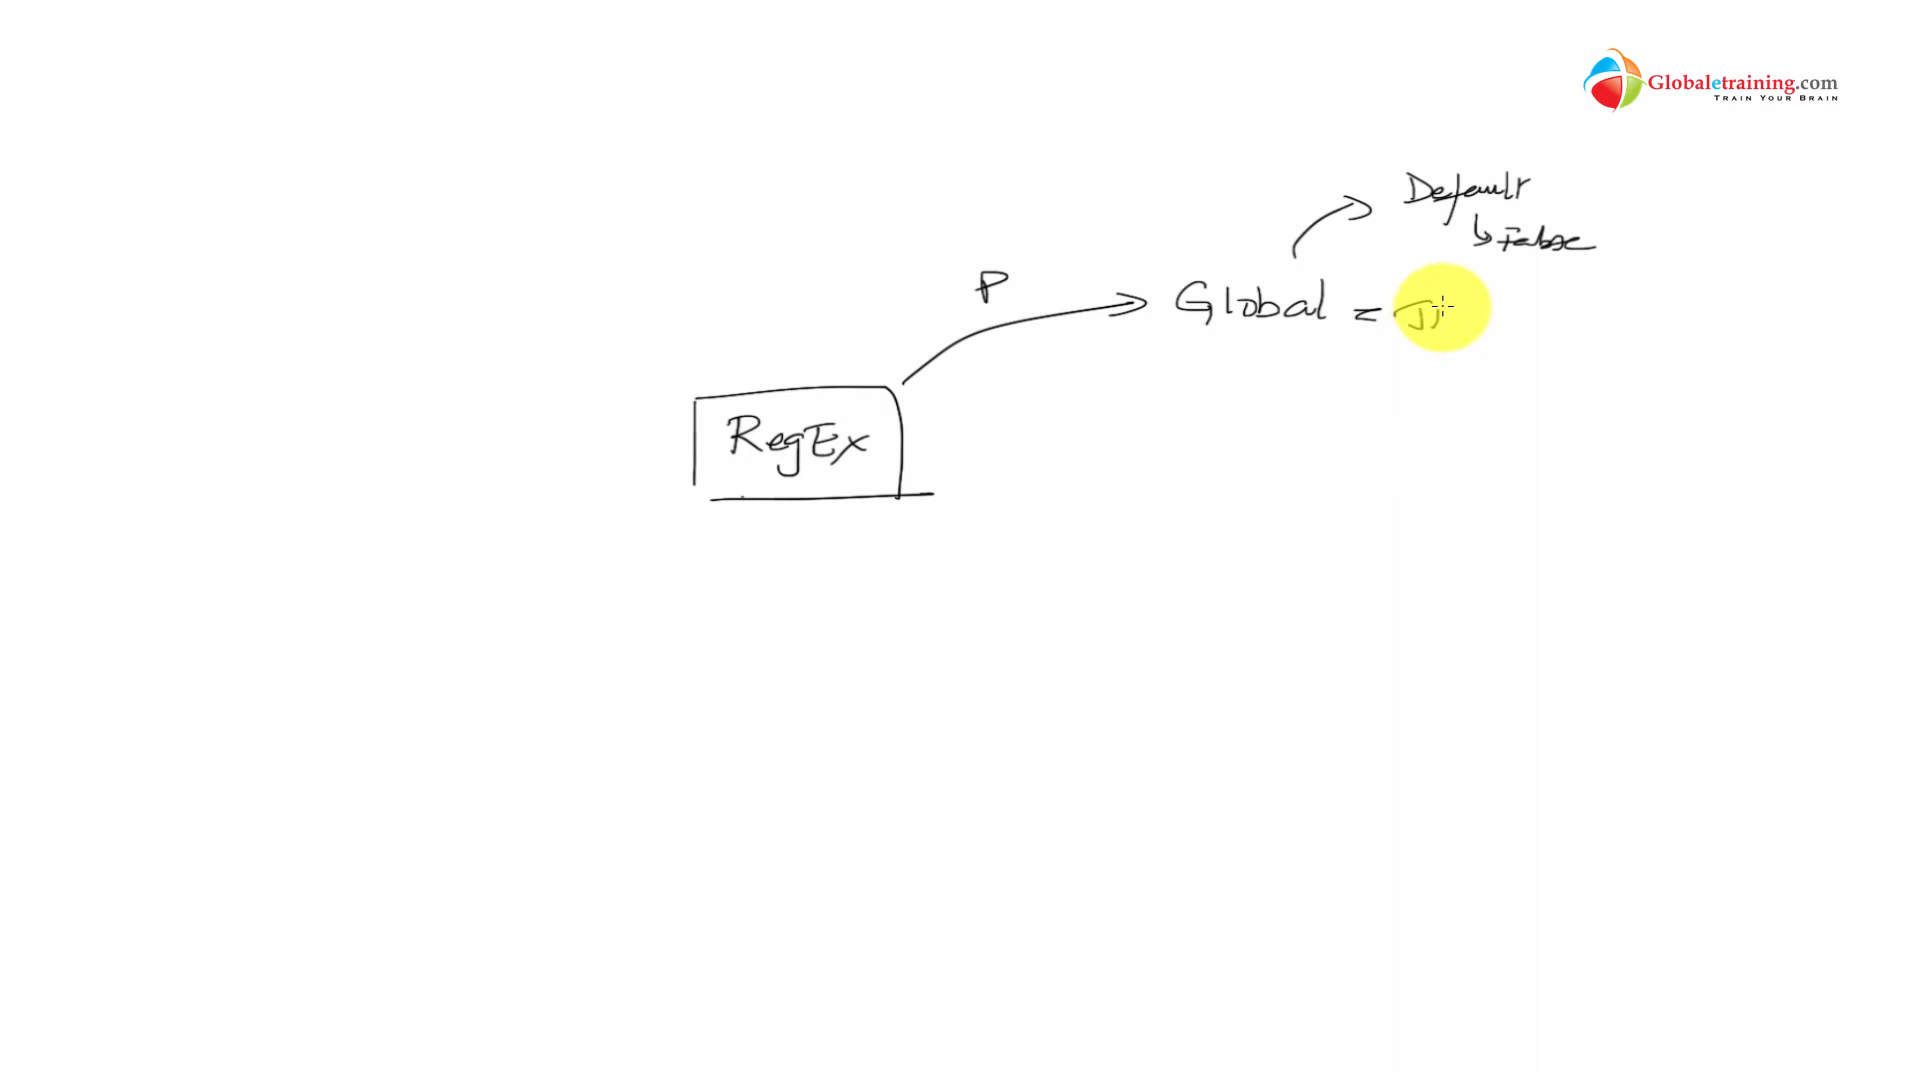 Globaletraining.com
TRAIN YOUR BRAIN
Default
False
P
Global =
RegEx